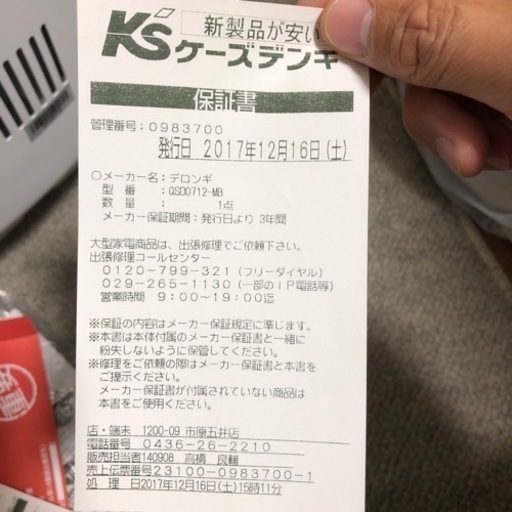 新製品が安い
K'Sケーズデンキ
保証書
管理番号:0983700
発行日 2017年12月16日(土)
○メーカー名:デロンギ
型 番 :QSD0712-MB
数 量 : 1点
メーカー保証期間:発行日より 3年間
大型家電商品は、出張修理でご依頼下さい。
出張修理コールセンター
0120-799-321(フリーダイヤル)
029-265-1130(一部のIP電話等)
営業時間 9:00~19:00迄
※保証の内容はメーカー保証規定に準じます。
※本書は本体付属のメーカー保証書と一緒に
紛失しないように保管してください。
※修理をご依頼の際はメーカー保証書と本書を
ご提示ください。
メーカー保証書が付属されていない商品は
本書をご使用ください。
店・端末 1200-09 市原五井店
電話番号 0436-26-2210
販売担当者140908 高橋 良輔
売上伝票番号23100-0983700-1
処 理 日2017年12月16日(土)15時11分